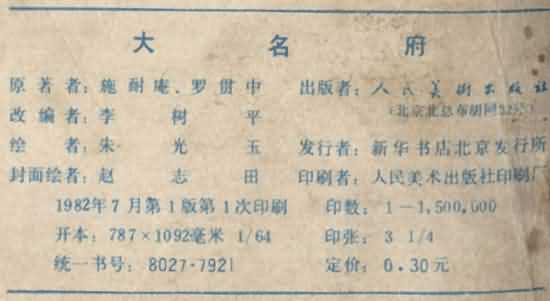 大名府
原著者：施耐庵、罗贯中 出版者：人民美术出版社
改编者：李树平 （北京北总布胡同32号）
绘者：朱光玉 发行者：新华书店北京发行所
封面绘者：赵志田 印刷者：人民美术出版社印刷厂
1982年7月第1版第1次印刷 印数：1—1,500,000
开本：787×1092毫米 1/64 印张：3 1/4
统一书号：8027·7921 定价：0.30元